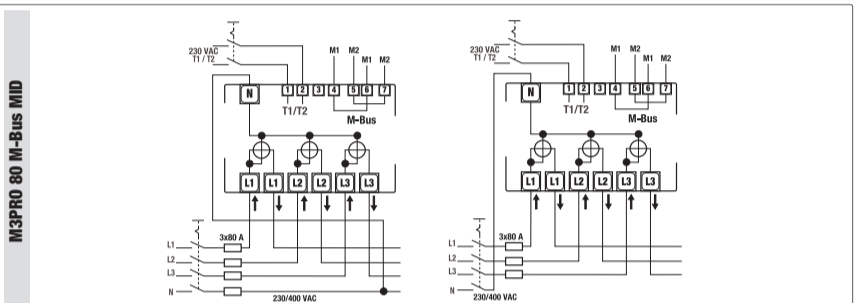 M3PRO 80 M-Bus MID
230 VAC
T1 / T2
M1 M2
M1 M2
N 1 2 3 4 5 6 7
T1/T2
M-Bus
L1 L1 L2 L2 L3 L3
3x80 A
L1
L2
L3
N
230/400 VAC
230 VAC
T1 / T2
M1 M2
M1 M2
N 1 2 3 4 5 6 7
T1/T2
M-Bus
L1 L1 L2 L2 L3 L3
3x80 A
L1
L2
L3
N
230/400 VAC